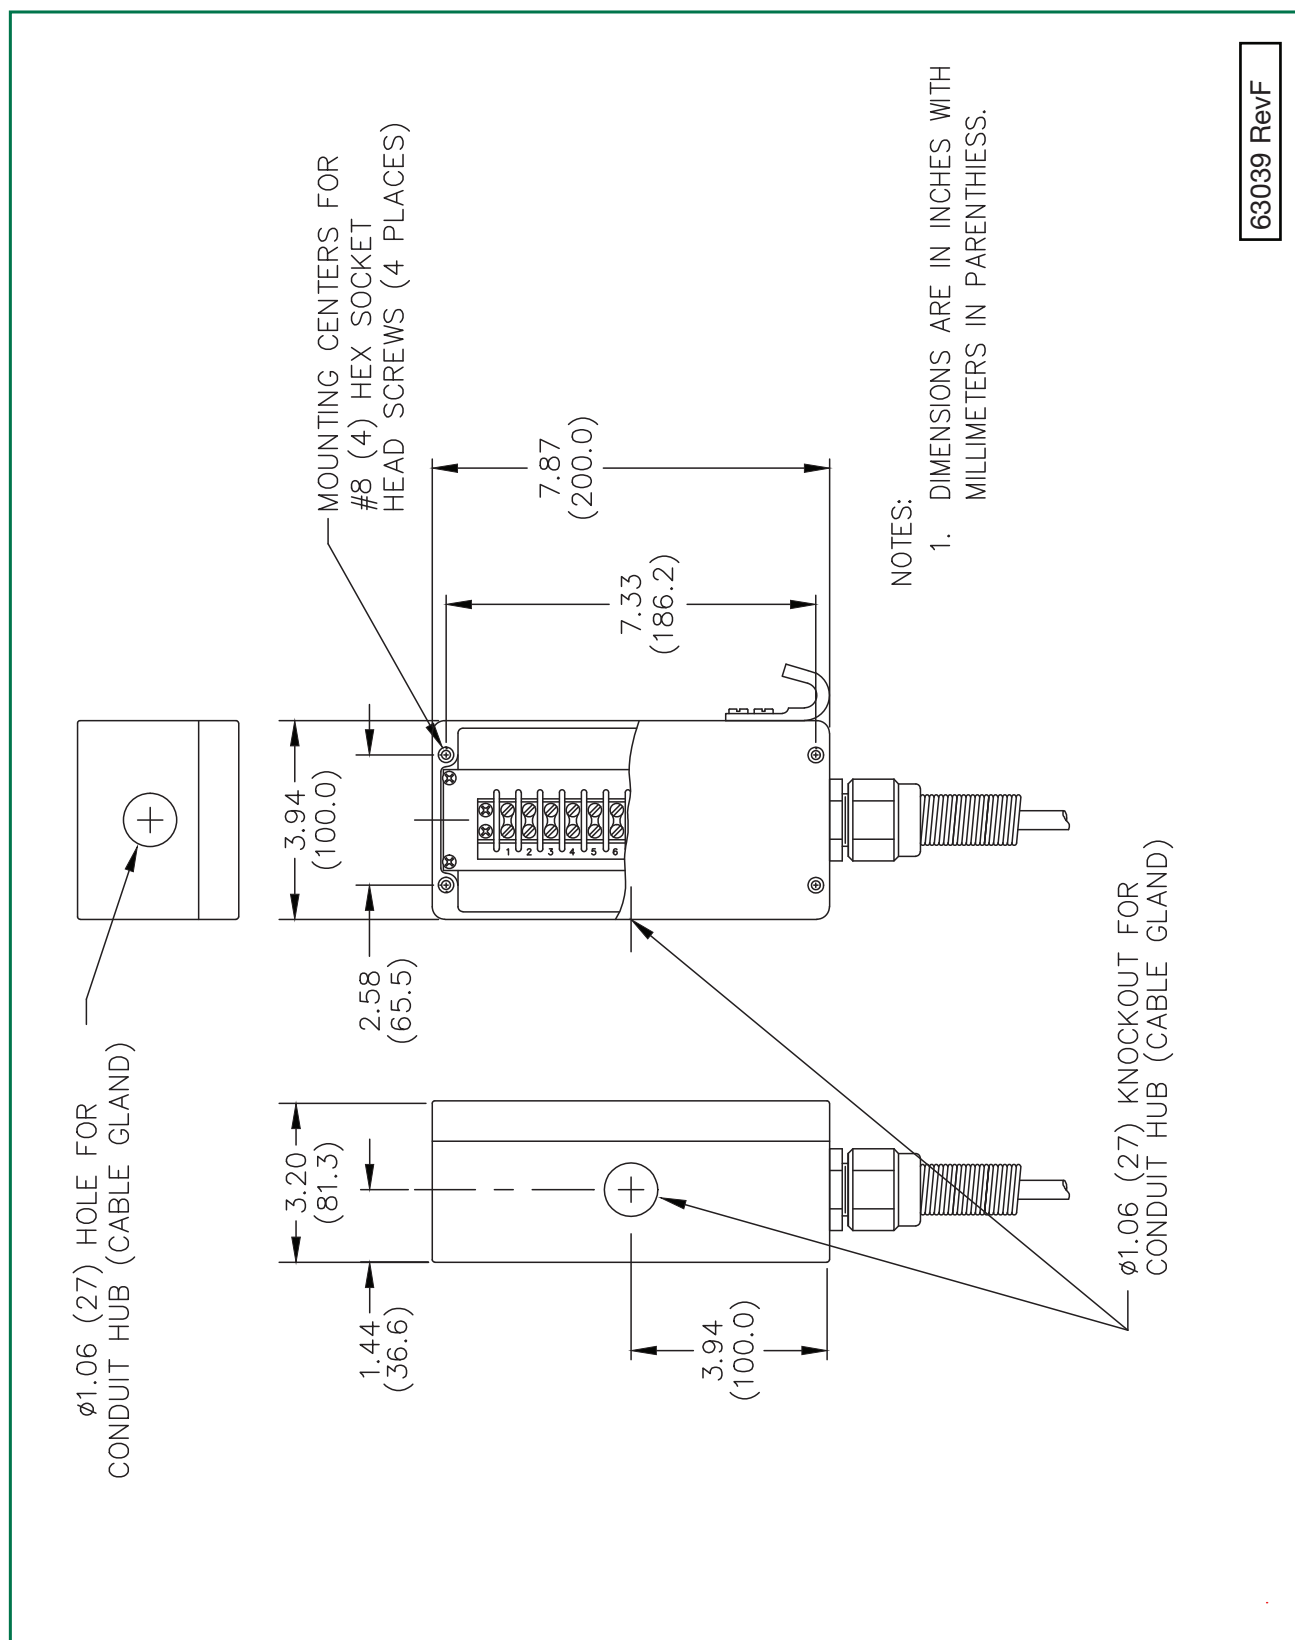 ø1.06 (27) HOLE FOR
CONDUIT HUB (CABLE GLAND)
3.94
(100.0)
MOUNTING CENTERS FOR
#8 (4) HEX SOCKET
HEAD SCREWS (4 PLACES)
2.58
(65.5)
3.20
(81.3)
1.44
(36.6)
1
2
3
4
5
6
7.87
(200.0)
7.33
(186.2)
3.94
(100.0)
NOTES:
1. DIMENSIONS ARE IN INCHES WITH
MILLIMETERS IN PARENTHIESS.
ø1.06 (27) KNOCKOUT FOR
CONDUIT HUB (CABLE GLAND)
63039 RevF